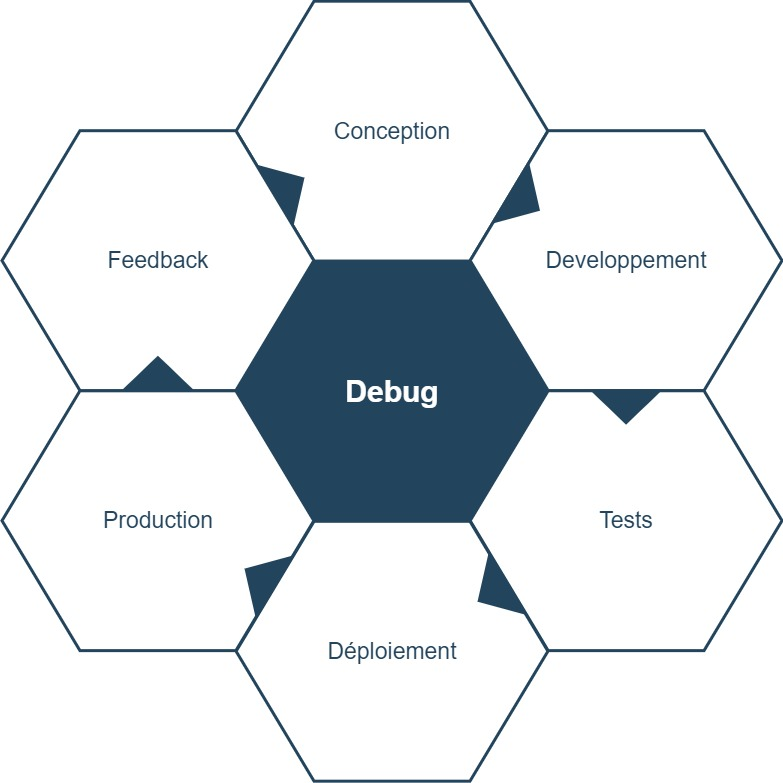 Conception
Feedback
Developpement
Debug
Production
Tests
Déploiement